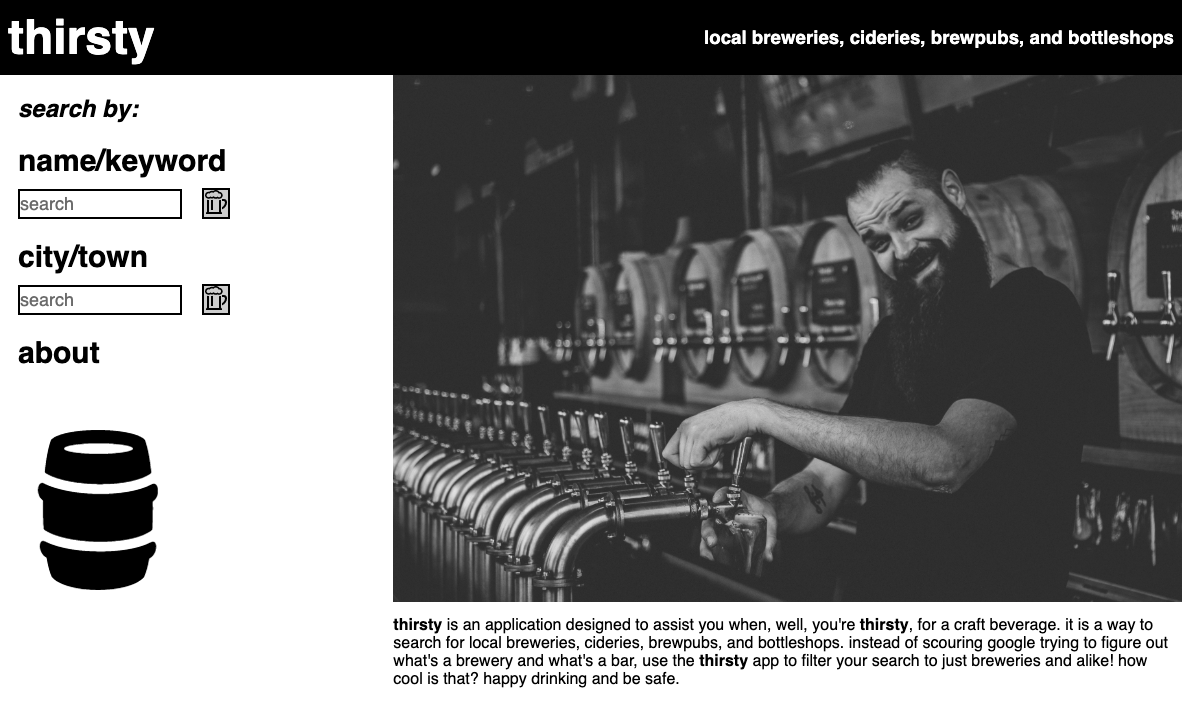 thirsty
local breweries, cideries, brewpubs, and bottleshops
search by:
name/keyword
search
city/town
search
about
thirsty is an application designed to assist you when, well, you're thirsty, for a craft beverage. it is a way to
search for local breweries, cideries, brewpubs, and bottleshops. instead of scouring google trying to figure out
what's a brewery and what's a bar, use the thirsty app to filter your search to just breweries and alike! how
cool is that? happy drinking and be safe.